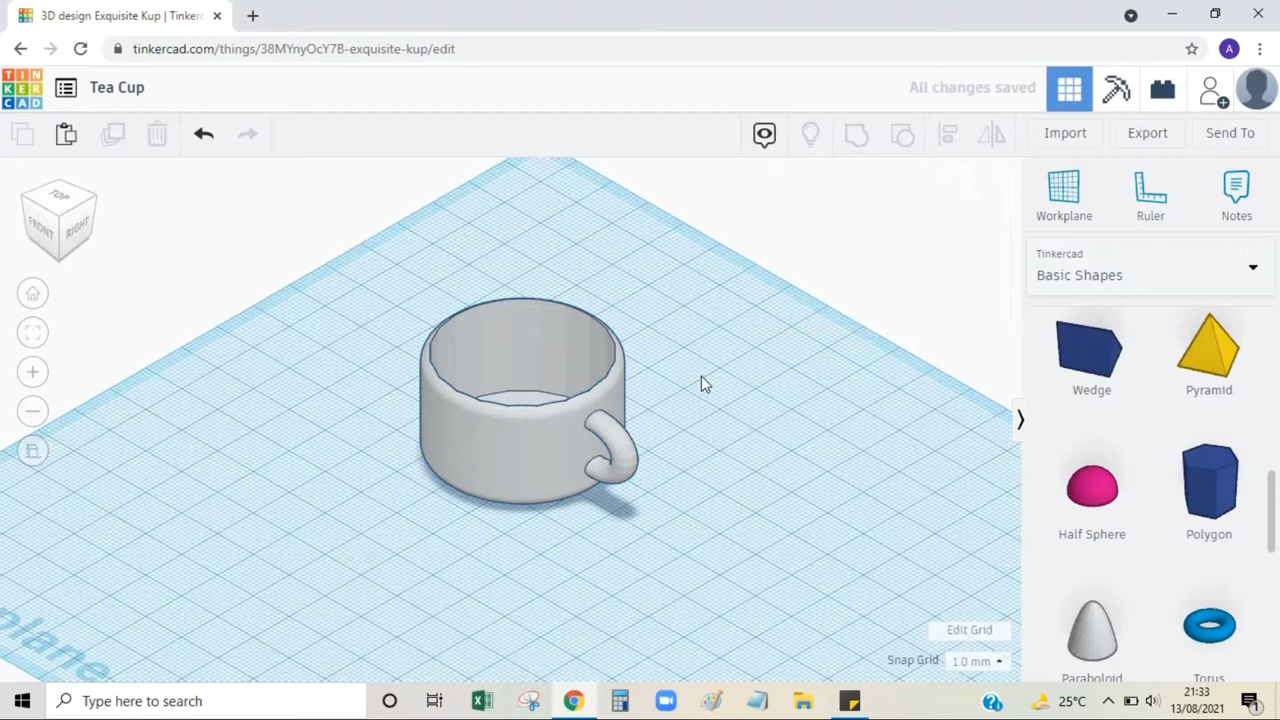 3D design Exquisite Kup | Tinkerc
tinkercad.com/things/38MYnyOcY7B-exquisite-kup/edit
A
TIN
KER
CAD
Tea Cup
All changes saved
Import
Export
Send To
TOP
FRONT
RIGHT
Workplane
Ruler
Notes
Tinkercad
Basic Shapes
Wedge
Pyramid
Half Sphere
Polygon
Paraboloid
Torus
plane
Edit Grid
Snap Grid
1.0 mm
Type here to search
25°C
21:33
13/08/2021